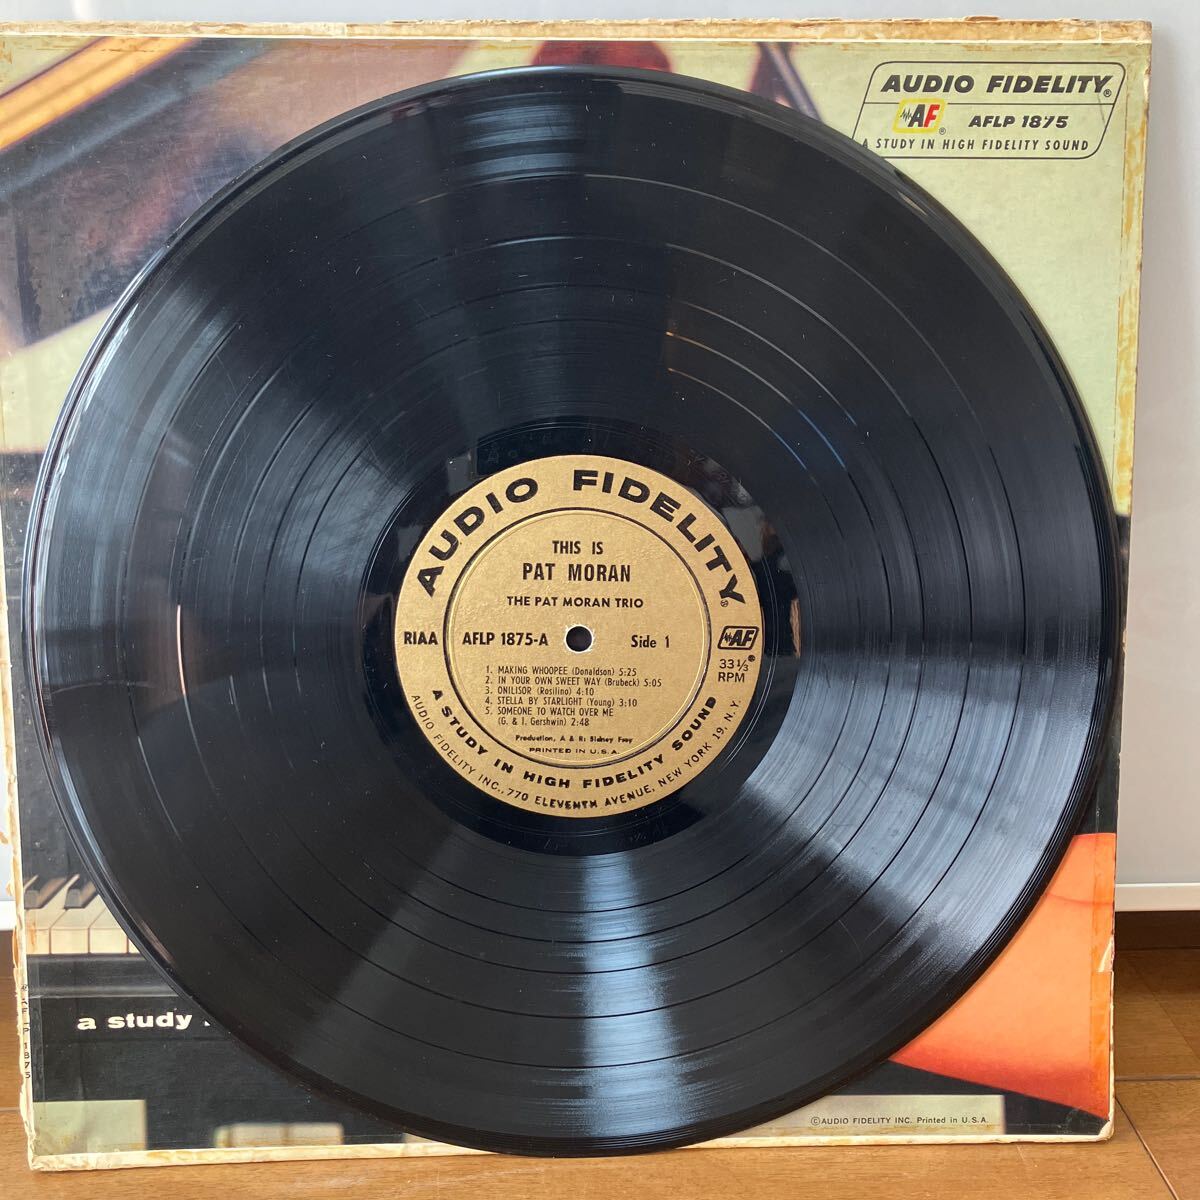 AUDIO FIDELITY®
AF® AFLP 1875
A STUDY IN HIGH FIDELITY SOUND
AUDIO FIDELITY®
THIS IS
PAT MORAN
THE PAT MORAN TRIO
RIAA AFLP 1875-A Side 1 AF®
33⅓ RPM
1. MAKING WHOOPEE (Donaldson) 5:25
2. IN YOUR OWN SWEET WAY (Brubeck) 5:05
3. ONILISOR (Rosilino) 4:10
4. STELLA BY STARLIGHT (Young) 3:10
5. SOMEONE TO WATCH OVER ME
(G. & I. Gershwin) 2:48
Production, A & R: Sidney Frey
PRINTED IN U.S.A.
A STUDY IN HIGH FIDELITY SOUND
AUDIO FIDELITY INC., 770 ELEVENTH AVENUE, NEW YORK 19, N.Y.
a study
AFLP 1875
©AUDIO FIDELITY INC. Printed in U.S.A.